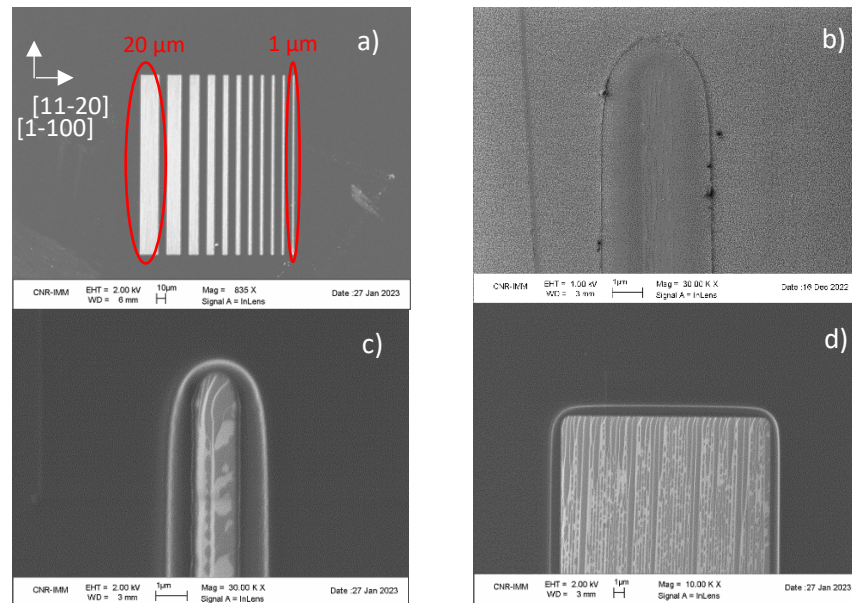 a)
20 μm
1 μm
[11-20]
[1-100]
CNR-IMM
EHT = 2.00 kV
WD = 6 mm
10μm
Mag = 835 X
Signal A = InLens
Date :27 Jan 2023
b)
CNR-IMM
EHT = 1.00 kV
WD = 3 mm
1μm
Mag = 30.00 K X
Signal A = InLens
Date :16 Dec 2022
c)
CNR-IMM
EHT = 2.00 kV
WD = 3 mm
1μm
Mag = 30.00 K X
Signal A = InLens
Date :27 Jan 2023
d)
CNR-IMM
EHT = 2.00 kV
WD = 3 mm
1μm
Mag = 10.00 K X
Signal A = InLens
Date :27 Jan 2023